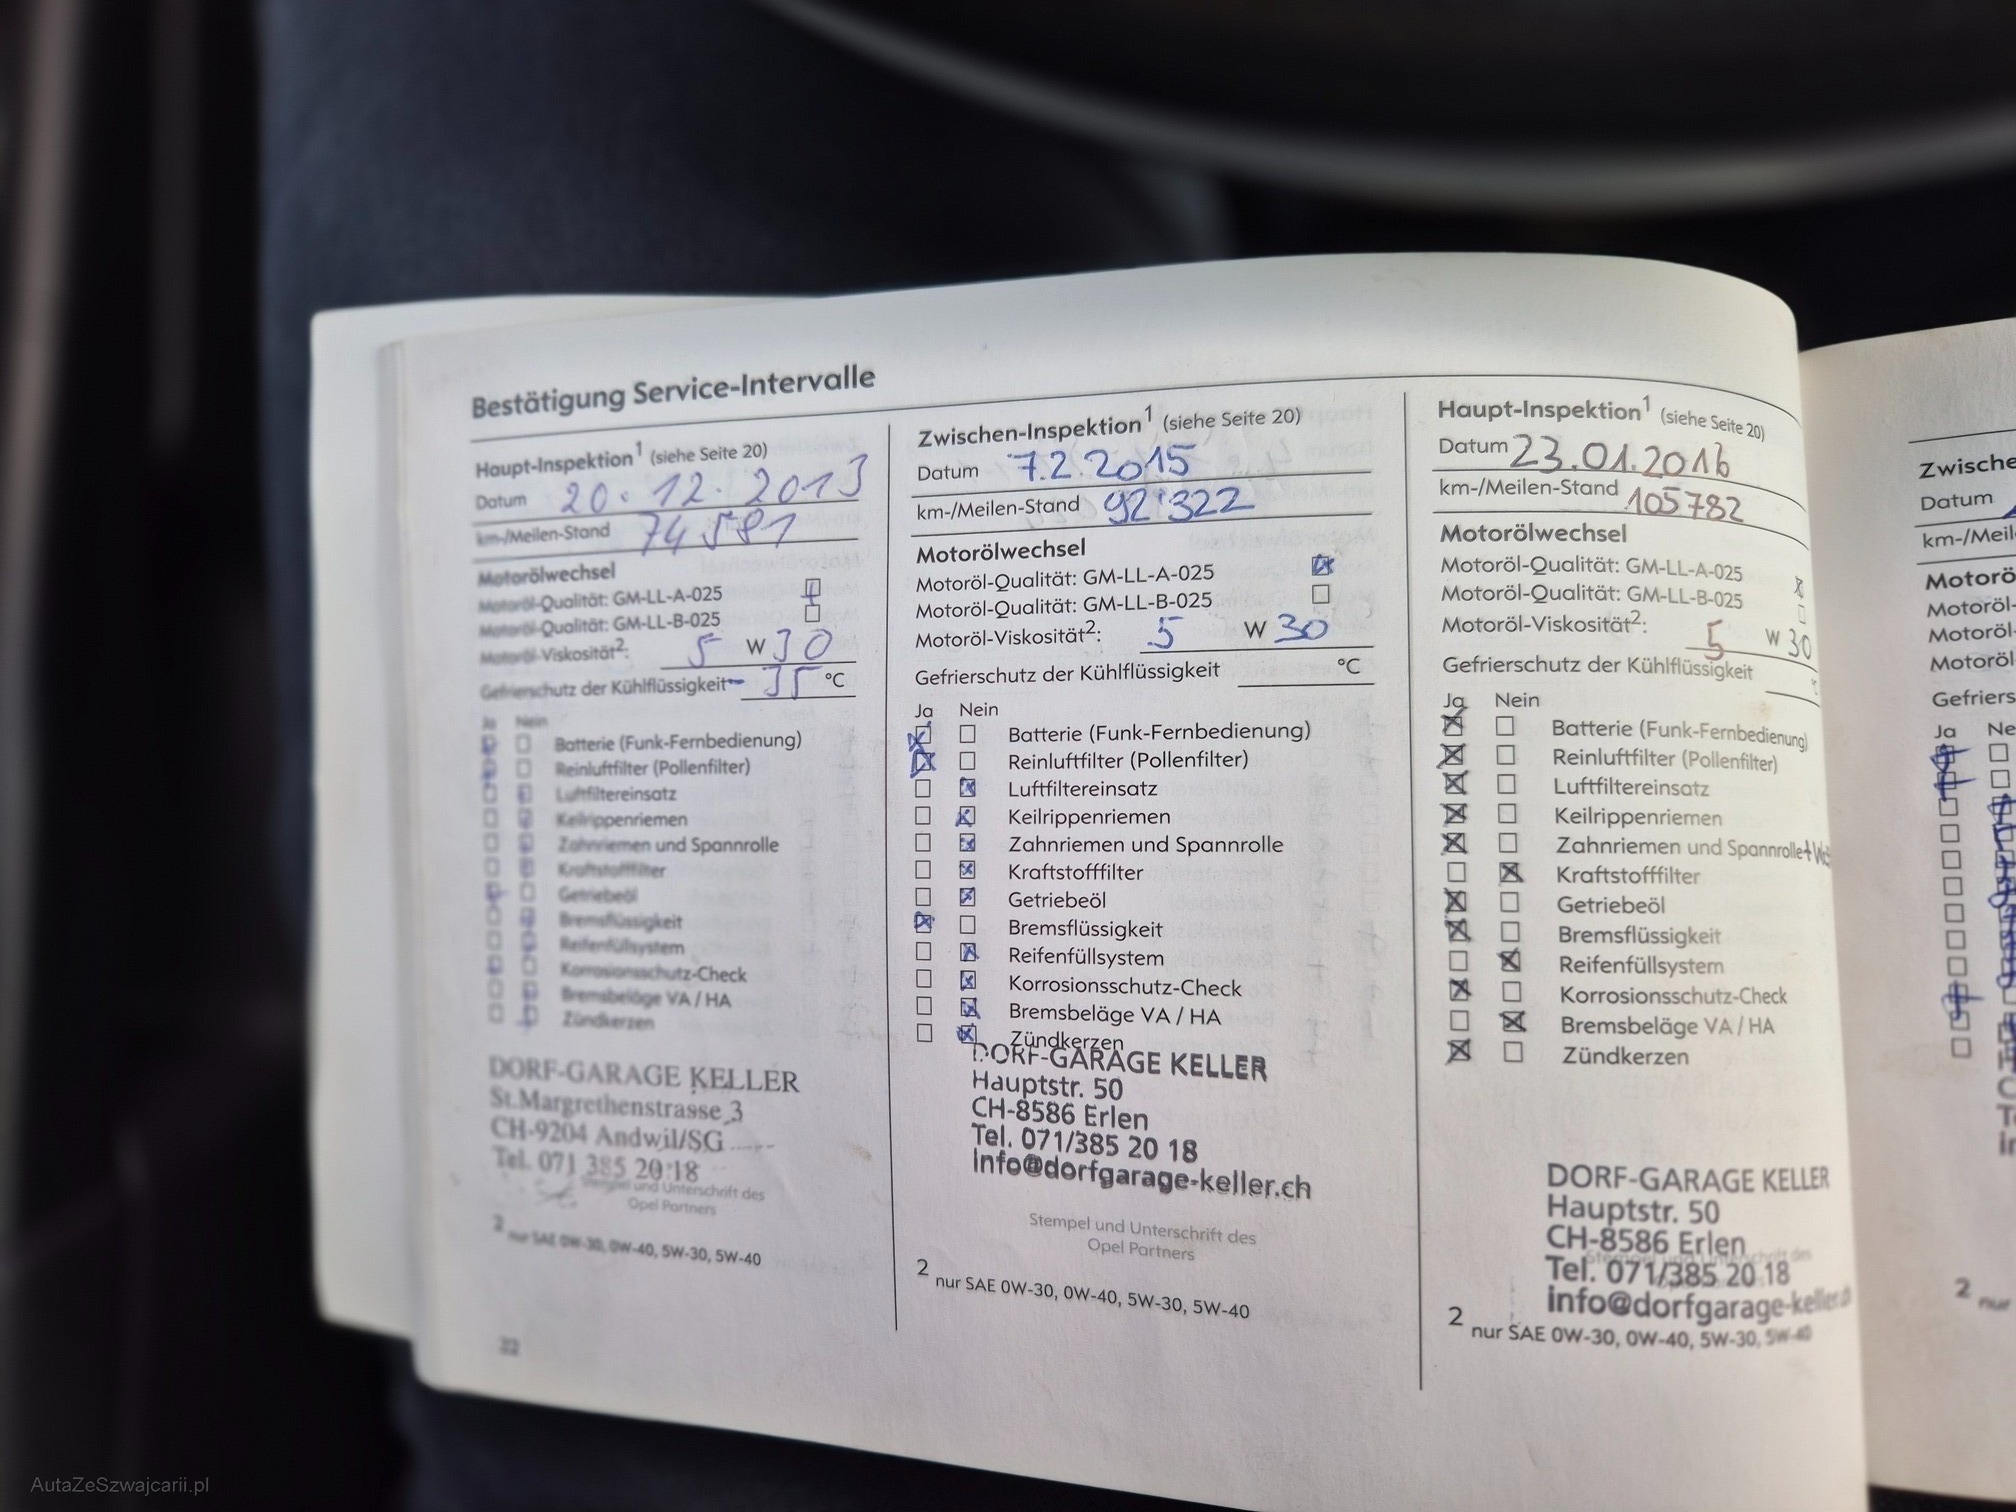 Bestätigung Service-Intervalle
Haupt-Inspektion1 (siehe Seite 20)
Datum 20.12.2013
km-/Meilen-Stand 74581
Motorölwechsel
Motoröl-Qualität: GM-LL-A-025
Motoröl-Qualität: GM-LL-B-025
Motoröl-Viskosität2: 5 W 30
Gefrierschutz der Kühlflüssigkeit -35 °C
Ja Nein
Batterie (Funk-Fernbedienung)
Reinluftfilter (Pollenfilter)
Luftfiltereinsatz
Keilrippenriemen
Zahnriemen und Spannrolle
Kraftstofffilter
Getriebeöl
Bremsflüssigkeit
Reifenfüllsystem
Korrosionsschutz-Check
Bremsbeläge VA / HA
Zündkerzen
DORF-GARAGE KELLER
St.Margrethenstrasse 3
CH-9204 Andwil/SG
Tel. 071 385 20 18
Stempel und Unterschrift des
Opel Partners
2 nur SAE 0W-30, 0W-40, 5W-30, 5W-40
22
Zwischen-Inspektion1 (siehe Seite 20)
Datum 7.2.2015
km-/Meilen-Stand 92'322
Motorölwechsel
Motoröl-Qualität: GM-LL-A-025
Motoröl-Qualität: GM-LL-B-025
Motoröl-Viskosität2: 5 W 30
Gefrierschutz der Kühlflüssigkeit °C
Ja Nein
Batterie (Funk-Fernbedienung)
Reinluftfilter (Pollenfilter)
Luftfiltereinsatz
Keilrippenriemen
Zahnriemen und Spannrolle
Kraftstofffilter
Getriebeöl
Bremsflüssigkeit
Reifenfüllsystem
Korrosionsschutz-Check
Bremsbeläge VA / HA
Zündkerzen
DORF-GARAGE KELLER
Hauptstr. 50
CH-8586 Erlen
Tel. 071/385 20 18
info@dorfgarage-keller.ch
Stempel und Unterschrift des
Opel Partners
2 nur SAE 0W-30, 0W-40, 5W-30, 5W-40
Haupt-Inspektion1 (siehe Seite 20)
Datum 23.01.2016
km-/Meilen-Stand 105782
Motorölwechsel
Motoröl-Qualität: GM-LL-A-025
Motoröl-Qualität: GM-LL-B-025
Motoröl-Viskosität2: 5 W 30
Gefrierschutz der Kühlflüssigkeit
Ja Nein
Batterie (Funk-Fernbedienung)
Reinluftfilter (Pollenfilter)
Luftfiltereinsatz
Keilrippenriemen
Zahnriemen und Spannrolle +
Kraftstofffilter
Getriebeöl
Bremsflüssigkeit
Reifenfüllsystem
Korrosionsschutz-Check
Bremsbeläge VA / HA
Zündkerzen
DORF-GARAGE KELLER
Hauptstr. 50
CH-8586 Erlen
Tel. 071/385 20 18
info@dorfgarage-keller
2 nur SAE 0W-30, 0W-40, 5W-30, 5W-40
Zwische
Datum
km-/Meil
Motorö
Motoröl-
Motoröl-
Motoröl-
Gefriers
Ja Ne
2 nur
AutaZeSzwajcarii.pl